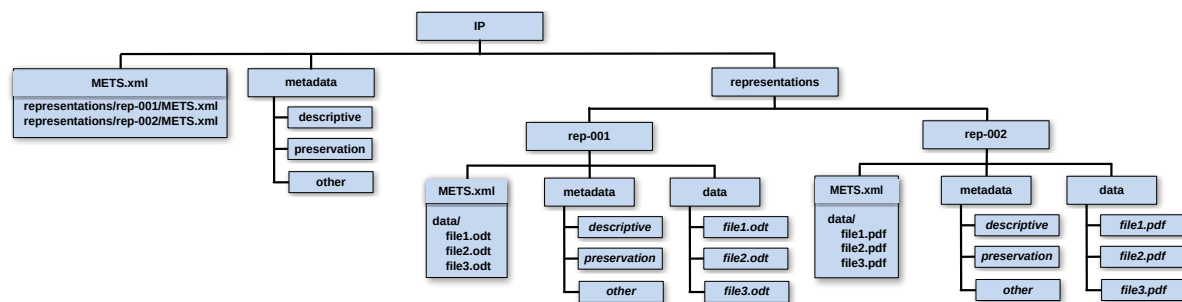 IP
METS.xml
representations/rep-001/METS.xml
representations/rep-002/METS.xml
metadata
descriptive
preservation
other
representations
rep-001
METS.xml
data/
file1.odt
file2.odt
file3.odt
metadata
descriptive
preservation
other
data
file1.odt
file2.odt
file3.odt
rep-002
METS.xml
data/
file1.pdf
file2.pdf
file3.pdf
metadata
descriptive
preservation
other
data
file1.pdf
file2.pdf
file3.pdf